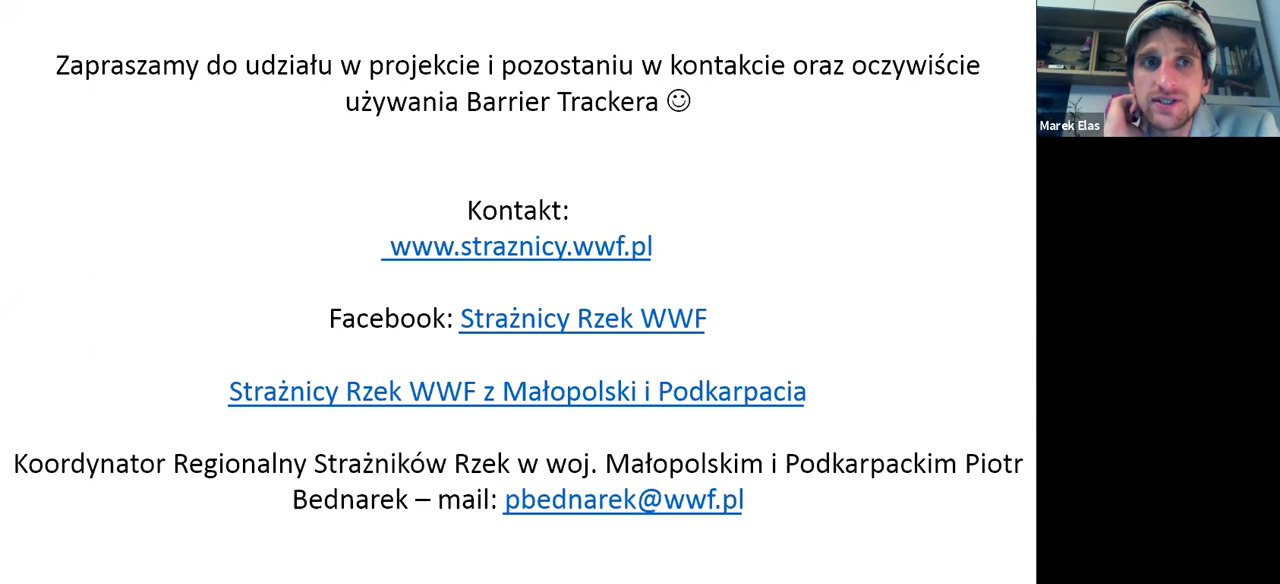 Zapraszamy do udziału w projekcie i pozostaniu w kontakcie oraz oczywiście
używania Barrier Trackera ☺
Kontakt:
www.straznicy.wwf.pl
Facebook: Strażnicy Rzek WWF
Strażnicy Rzek WWF z Małopolski i Podkarpacia
Koordynator Regionalny Strażników Rzek w woj. Małopolskim i Podkarpackim Piotr
Bednarek – mail: pbednarek@wwf.pl
Marek Elas